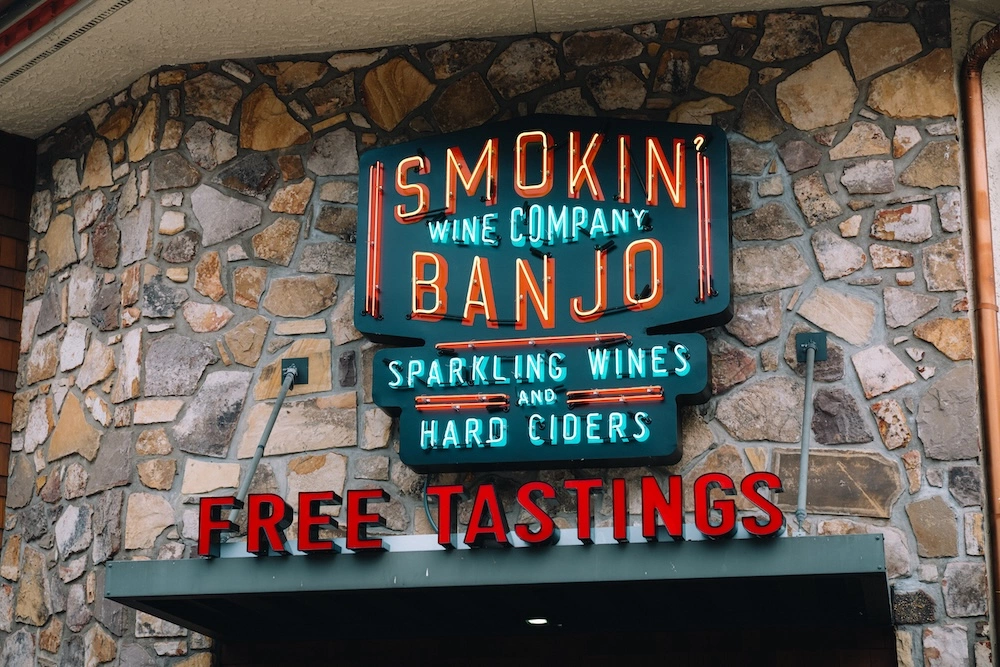 SMOKIN'
WINE COMPANY
BANJO
SPARKLING WINES
AND
HARD CIDERS
FREE TASTINGS